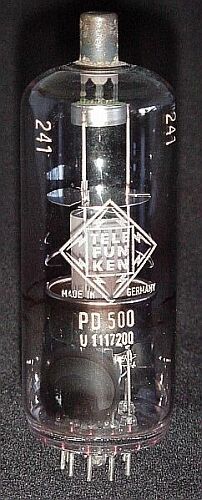 241
241
TELE
FUN
KEN
MADE IN GERMANY
PD 500
U 1117200